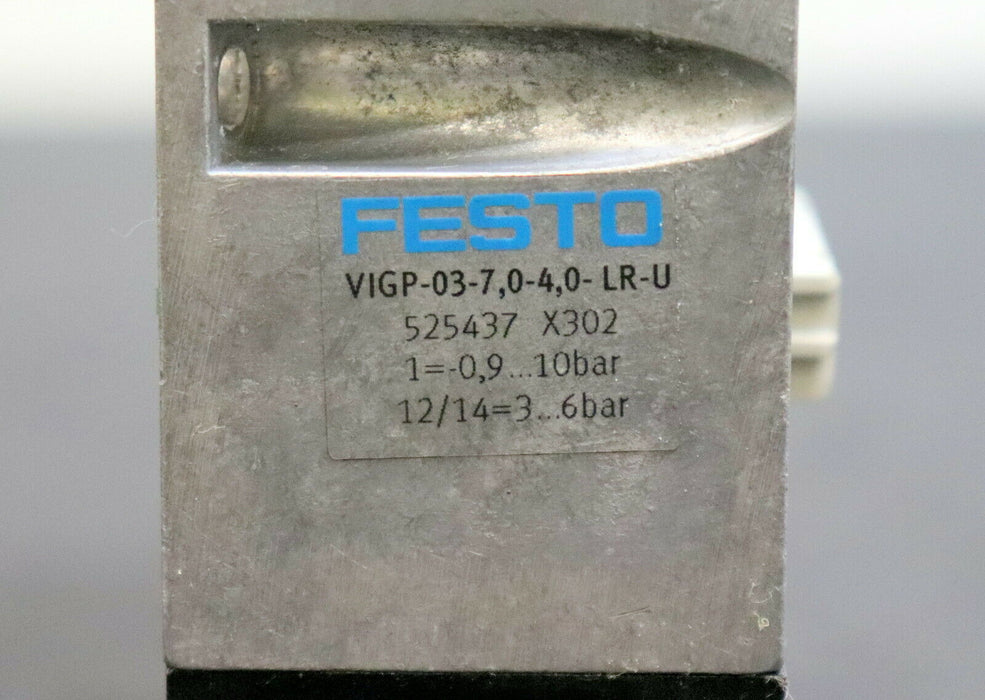 FESTO
VIGP-03-7,0-4,0- LR-U
525437 X302
1=-0,9...10bar
12/14=3...6bar